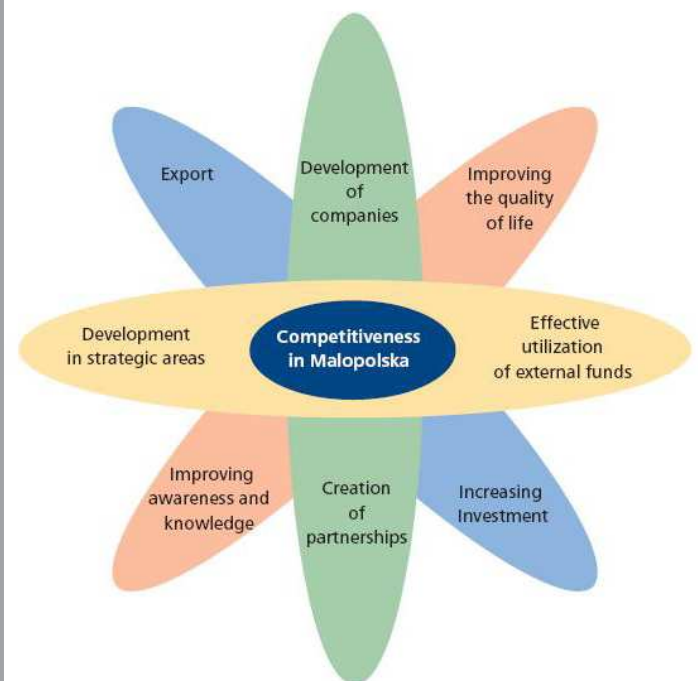 Export
Development
of
companies
Improving
the quality
of life
Development
in strategic areas
Competitiveness
in Malopolska
Effective
utilization
of external funds
Improving
awareness and
knowledge
Creation
of
partnerships
Increasing
Investment